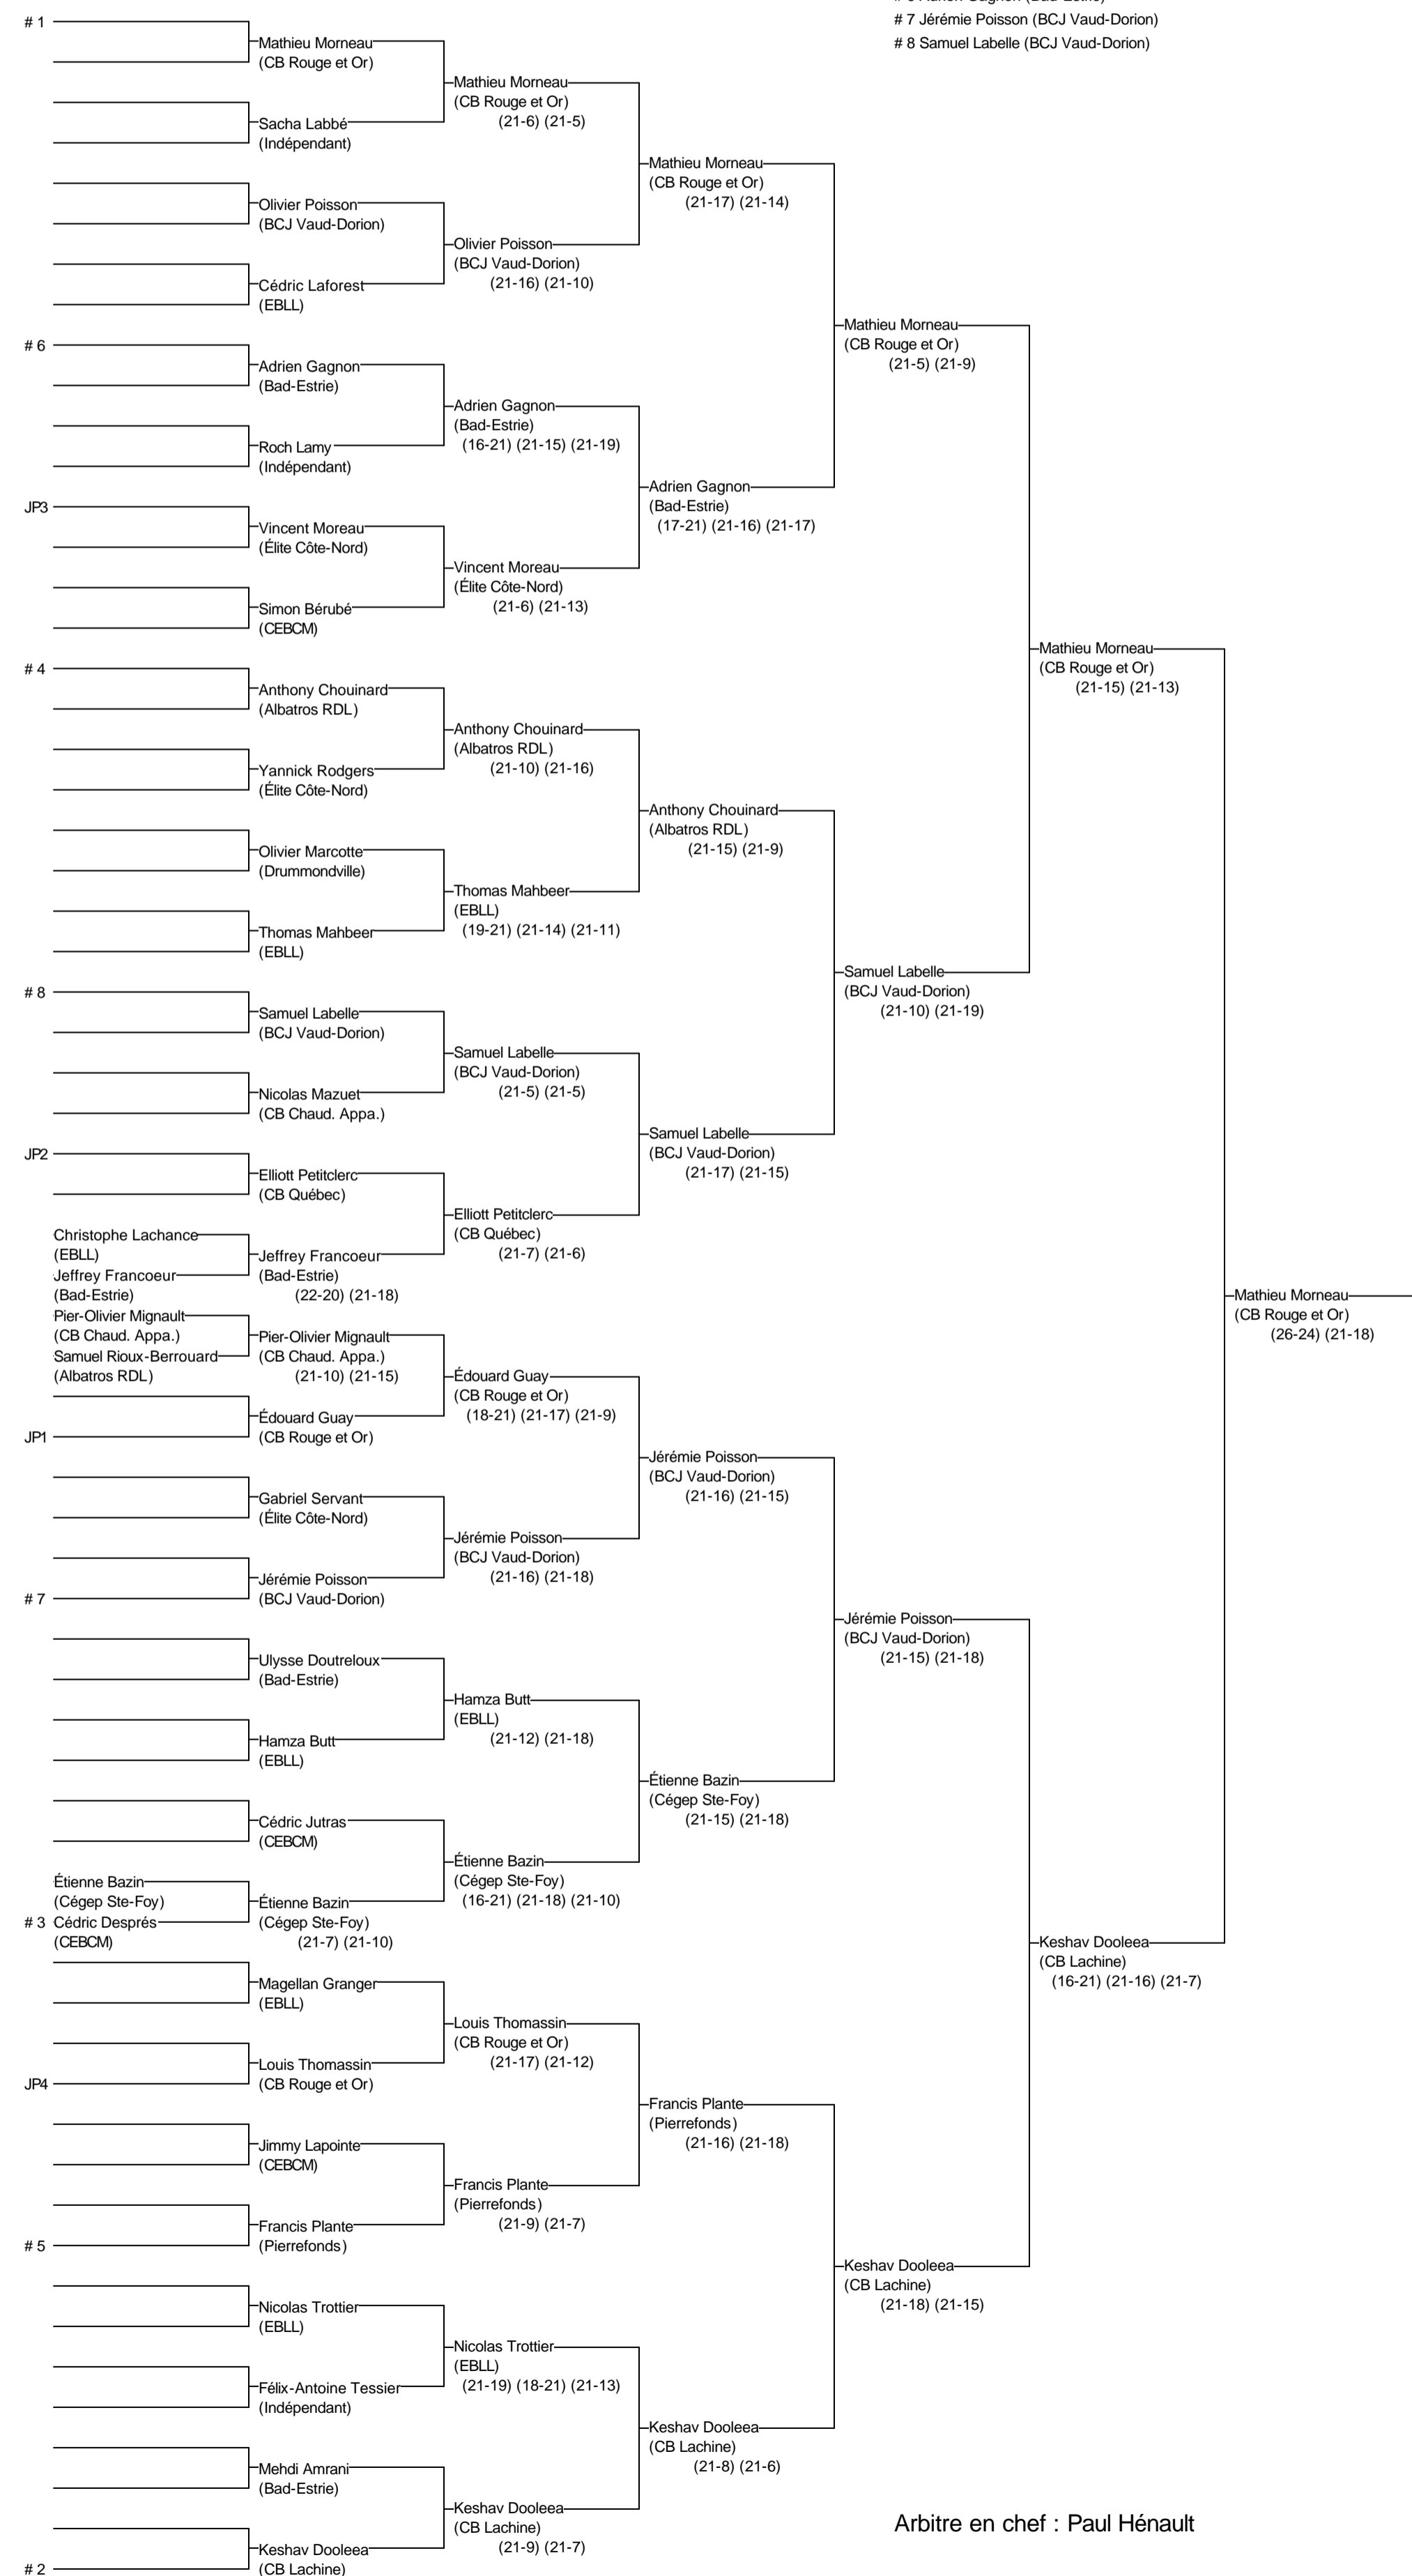 # 6 Adrien Gagnon (Bad-Estrie)
# 7 Jérémie Poisson (BCJ Vaud-Dorion)
# 8 Samuel Labelle (BCJ Vaud-Dorion)
# 1
# 6
JP3
# 4
# 8
JP2
Christophe Lachance
(EBLL)
Jeffrey Francoeur
(Bad-Estrie)
Pier-Olivier Mignault
(CB Chaud. Appa.)
Samuel Rioux-Berrouard
(Albatros RDL)
JP1
# 7
Étienne Bazin
(Cégep Ste-Foy)
# 3 Cédric Després
(CEBCM)
JP4
# 5
# 2
Mathieu Morneau
(CB Rouge et Or)
Sacha Labbé
(Indépendant)
Olivier Poisson
(BCJ Vaud-Dorion)
Cédric Laforest
(EBLL)
Adrien Gagnon
(Bad-Estrie)
Roch Lamy
(Indépendant)
Vincent Moreau
(Élite Côte-Nord)
Simon Bérubé
(CEBCM)
Anthony Chouinard
(Albatros RDL)
Yannick Rodgers
(Élite Côte-Nord)
Olivier Marcotte
(Drummondville)
Thomas Mahbeer
(EBLL)
Samuel Labelle
(BCJ Vaud-Dorion)
Nicolas Mazuet
(CB Chaud. Appa.)
Elliott Petitclerc
(CB Québec)
Jeffrey Francoeur
(Bad-Estrie)
(22-20) (21-18)
Pier-Olivier Mignault
(CB Chaud. Appa.)
(21-10) (21-15)
Édouard Guay
(CB Rouge et Or)
Gabriel Servant
(Élite Côte-Nord)
Jérémie Poisson
(BCJ Vaud-Dorion)
Ulysse Doutreloux
(Bad-Estrie)
Hamza Butt
(EBLL)
Cédric Jutras
(CEBCM)
Étienne Bazin
(Cégep Ste-Foy)
(21-7) (21-10)
Magellan Granger
(EBLL)
Louis Thomassin
(CB Rouge et Or)
Jimmy Lapointe
(CEBCM)
Francis Plante
(Pierrefonds)
Nicolas Trottier
(EBLL)
Félix-Antoine Tessier
(Indépendant)
Mehdi Amrani
(Bad-Estrie)
Keshav Dooleea
(CB Lachine)
Mathieu Morneau
(CB Rouge et Or)
(21-6) (21-5)
Olivier Poisson
(BCJ Vaud-Dorion)
(21-16) (21-10)
Adrien Gagnon
(Bad-Estrie)
(16-21) (21-15) (21-19)
Vincent Moreau
(Élite Côte-Nord)
(21-6) (21-13)
Anthony Chouinard
(Albatros RDL)
(21-10) (21-16)
Thomas Mahbeer
(EBLL)
(19-21) (21-14) (21-11)
Samuel Labelle
(BCJ Vaud-Dorion)
(21-5) (21-5)
Elliott Petitclerc
(CB Québec)
(21-7) (21-6)
Édouard Guay
(CB Rouge et Or)
(18-21) (21-17) (21-9)
Jérémie Poisson
(BCJ Vaud-Dorion)
(21-16) (21-18)
Hamza Butt
(EBLL)
(21-12) (21-18)
Étienne Bazin
(Cégep Ste-Foy)
(16-21) (21-18) (21-10)
Louis Thomassin
(CB Rouge et Or)
(21-17) (21-12)
Francis Plante
(Pierrefonds)
(21-9) (21-7)
Nicolas Trottier
(EBLL)
(21-19) (18-21) (21-13)
Keshav Dooleea
(CB Lachine)
(21-9) (21-7)
Mathieu Morneau
(CB Rouge et Or)
(21-17) (21-14)
Adrien Gagnon
(Bad-Estrie)
(17-21) (21-16) (21-17)
Anthony Chouinard
(Albatros RDL)
(21-15) (21-9)
Samuel Labelle
(BCJ Vaud-Dorion)
(21-17) (21-15)
Jérémie Poisson
(BCJ Vaud-Dorion)
(21-16) (21-15)
Étienne Bazin
(Cégep Ste-Foy)
(21-15) (21-18)
Francis Plante
(Pierrefonds)
(21-16) (21-18)
Keshav Dooleea
(CB Lachine)
(21-8) (21-6)
Mathieu Morneau
(CB Rouge et Or)
(21-5) (21-9)
Samuel Labelle
(BCJ Vaud-Dorion)
(21-10) (21-19)
Jérémie Poisson
(BCJ Vaud-Dorion)
(21-15) (21-18)
Keshav Dooleea
(CB Lachine)
(21-18) (21-15)
Mathieu Morneau
(CB Rouge et Or)
(21-15) (21-13)
Keshav Dooleea
(CB Lachine)
(16-21) (21-16) (21-7)
Mathieu Morneau
(CB Rouge et Or)
(26-24) (21-18)
Arbitre en chef : Paul Hénault